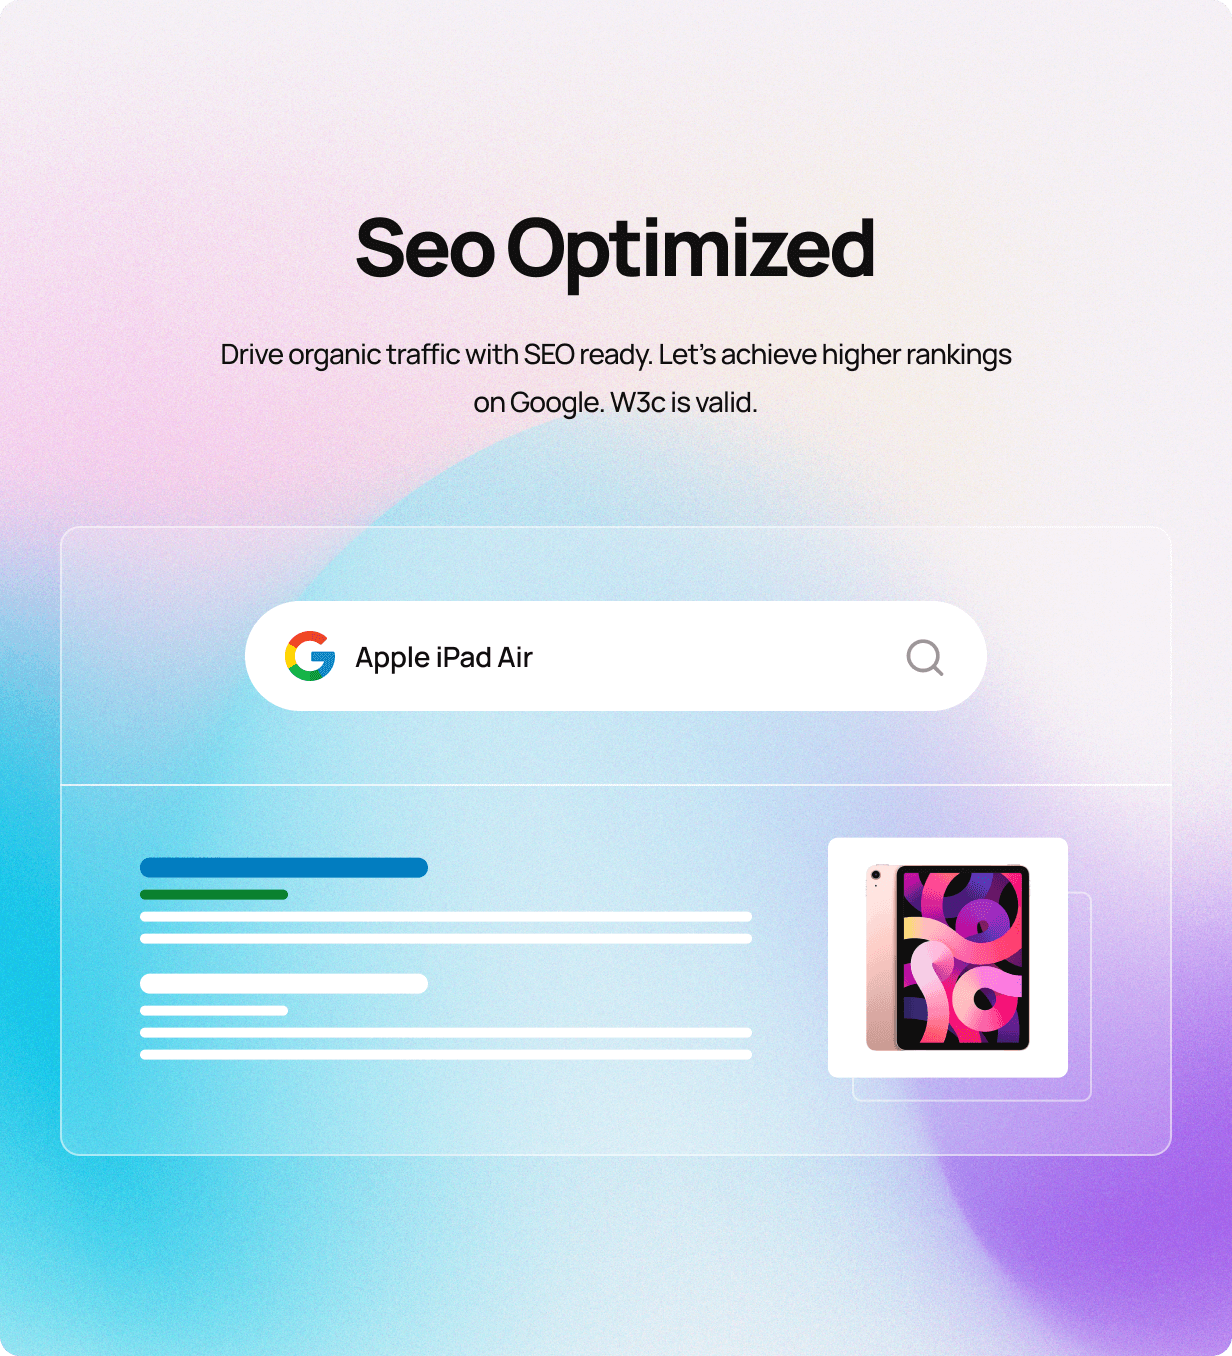 Seo Optimized
Drive organic traffic with SEO ready. Let's achieve higher rankings
on Google. W3c is valid.
Apple iPad Air